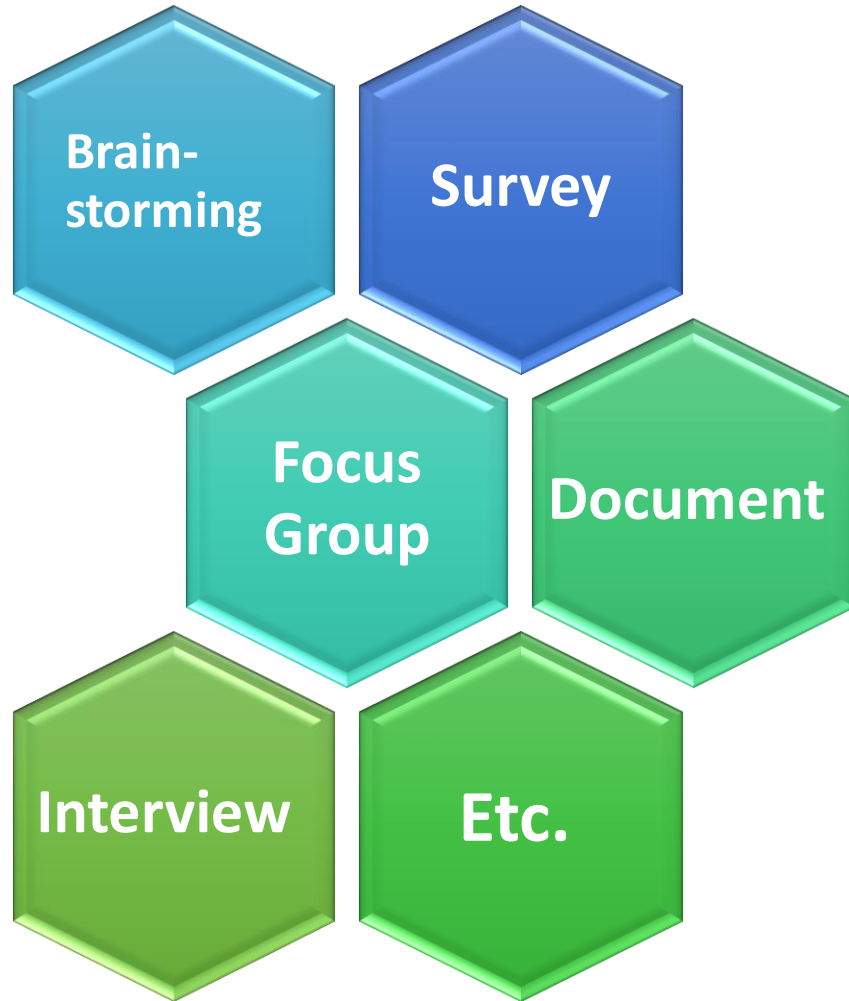 Brain-
storming
Survey
Focus
Group
Document
Interview
Etc.